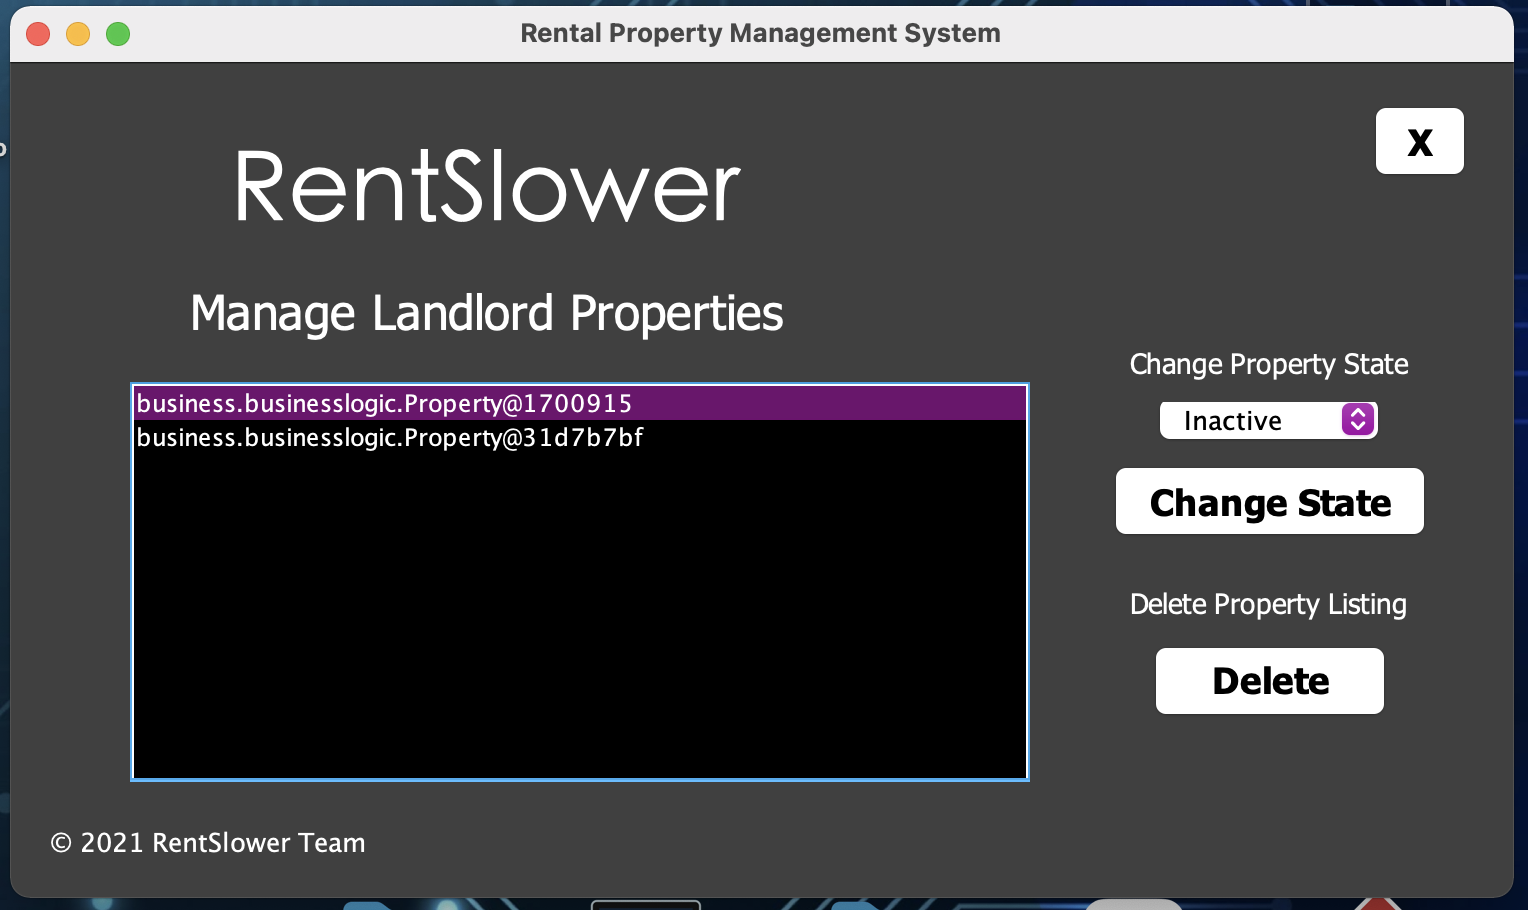 Rental Property Management System
X
RentSlower
Manage Landlord Properties
Change Property State
business.businesslogic.Property@1700915
Inactive
business.businesslogic.Property@31d7b7bf
Change State
Delete Property Listing
Delete
© 2021 RentSlower Team